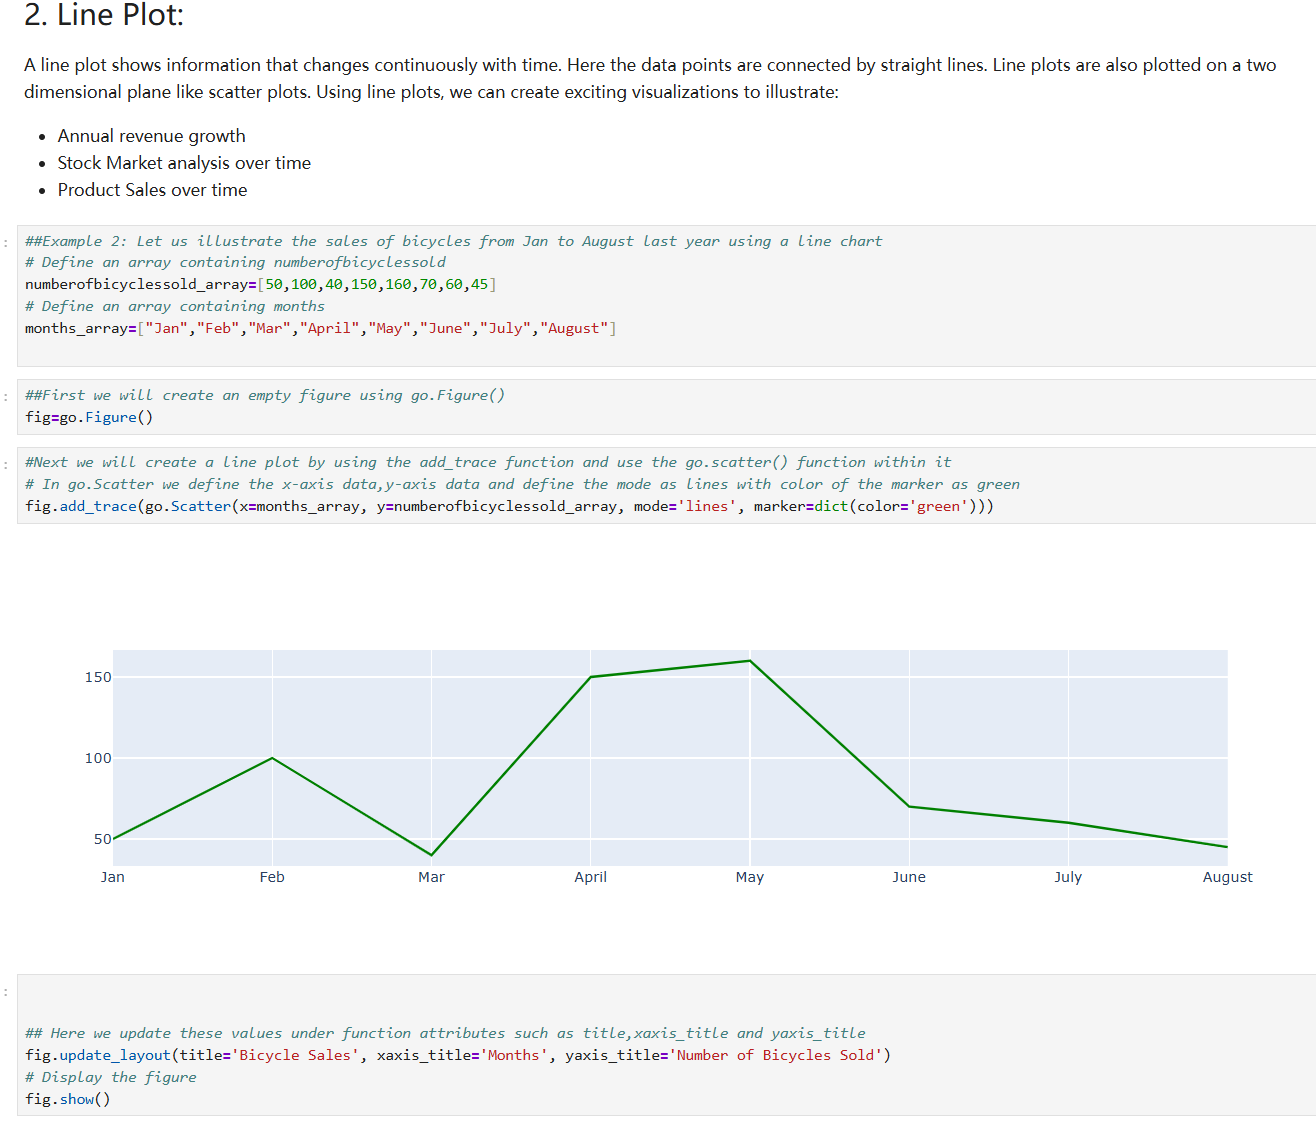 2. Line Plot:
A line plot shows information that changes continuously with time. Here the data points are connected by straight lines. Line plots are also plotted on a two
dimensional plane like scatter plots. Using line plots, we can create exciting visualizations to illustrate:
• Annual revenue growth
• Stock Market analysis over time
• Product Sales over time
:
##Example 2: Let us illustrate the sales of bicycles from Jan to August last year using a line chart
# Define an array containing numberofbicyclessold
numberofbicyclessold_array=[50,100,40,150,160,70,60,45]
# Define an array containing months
months_array=["Jan","Feb","Mar","April","May","June","July","August"]
:
##First we will create an empty figure using go.Figure()
fig=go.Figure()
:
#Next we will create a line plot by using the add_trace function and use the go.scatter() function within it
# In go.Scatter we define the x-axis data,y-axis data and define the mode as lines with color of the marker as green
fig.add_trace(go.Scatter(x=months_array, y=numberofbicyclessold_array, mode='lines', marker=dict(color='green')))
150
100
50
Jan Feb Mar April May June July August
:
## Here we update these values under function attributes such as title,xaxis_title and yaxis_title
fig.update_layout(title='Bicycle Sales', xaxis_title='Months', yaxis_title='Number of Bicycles Sold')
# Display the figure
fig.show()